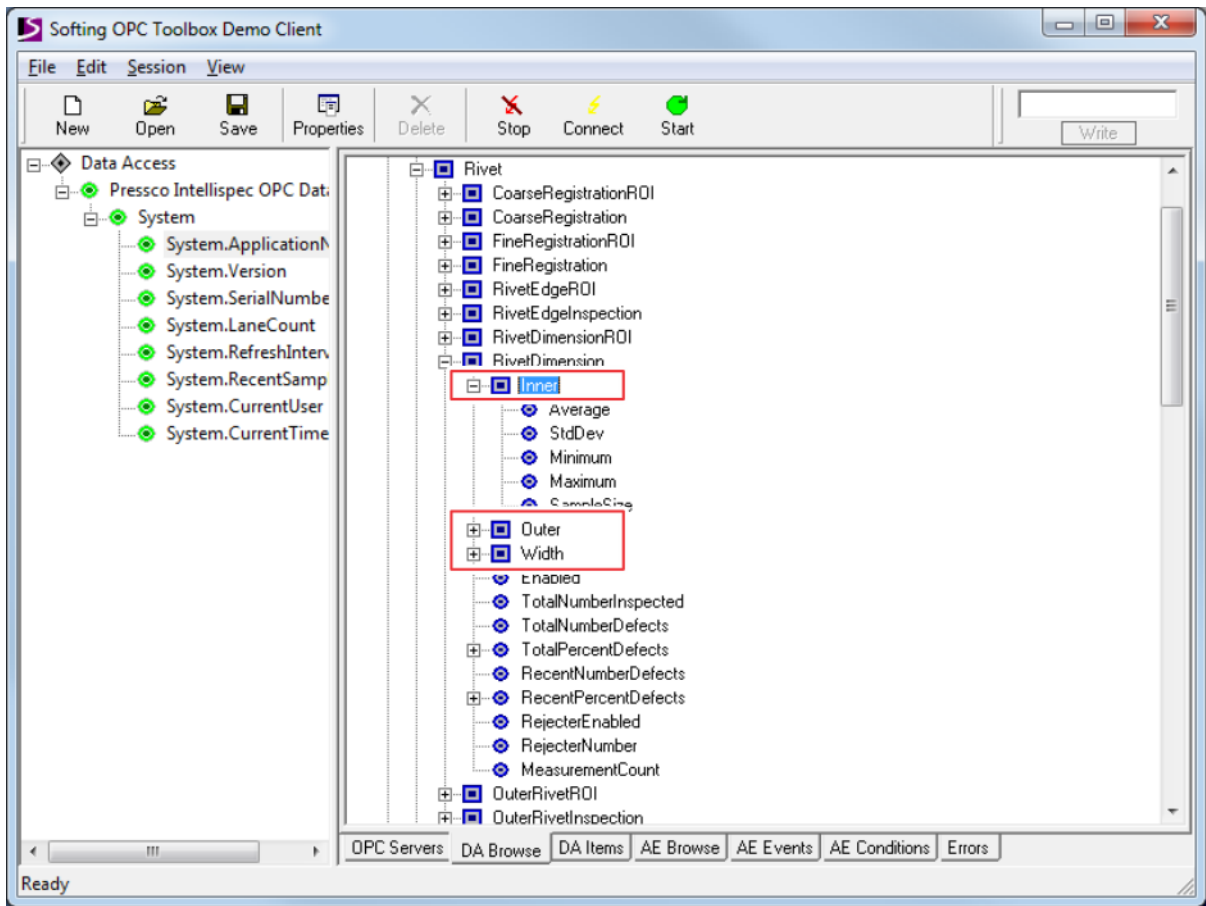 Softing OPC Toolbox Demo Client
File Edit Session View
New Open Save Properties Delete Stop Connect Start Write
Data Access
Pressco Intellispec OPC Data
System
System.ApplicationN
System.Version
System.SerialNumbe
System.LaneCount
System.RefreshInterv
System.RecentSamp
System.CurrentUser
System.CurrentTime
Rivet
CoarseRegistrationROI
CoarseRegistration
FineRegistrationROI
FineRegistration
RivetEdgeROI
RivetEdgeInspection
RivetDimensionROI
RivetDimension
Inner
Average
StdDev
Minimum
Maximum
SampleSize
Outer
Width
Enabled
TotalNumberInspected
TotalNumberDefects
TotalPercentDefects
RecentNumberDefects
RecentPercentDefects
RejecterEnabled
RejecterNumber
MeasurementCount
OuterRivetROI
OuterRivetInspection
OPC Servers DA Browse DA Items AE Browse AE Events AE Conditions Errors
Ready